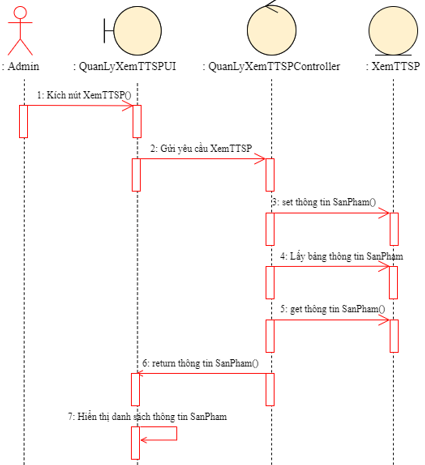 : Admin
: QuanLyXemTTSPUI
: QuanLyXemTTSPController
: XemTTSP
1: Kích nút XemTTSP()
2: Gửi yêu cầu XemTTSP
3: set thông tin SanPham()
4: Lấy bảng thông tin SanPham
5: get thông tin SanPham()
6: return thông tin SanPham()
7: Hiển thị danh sách thông tin SanPham